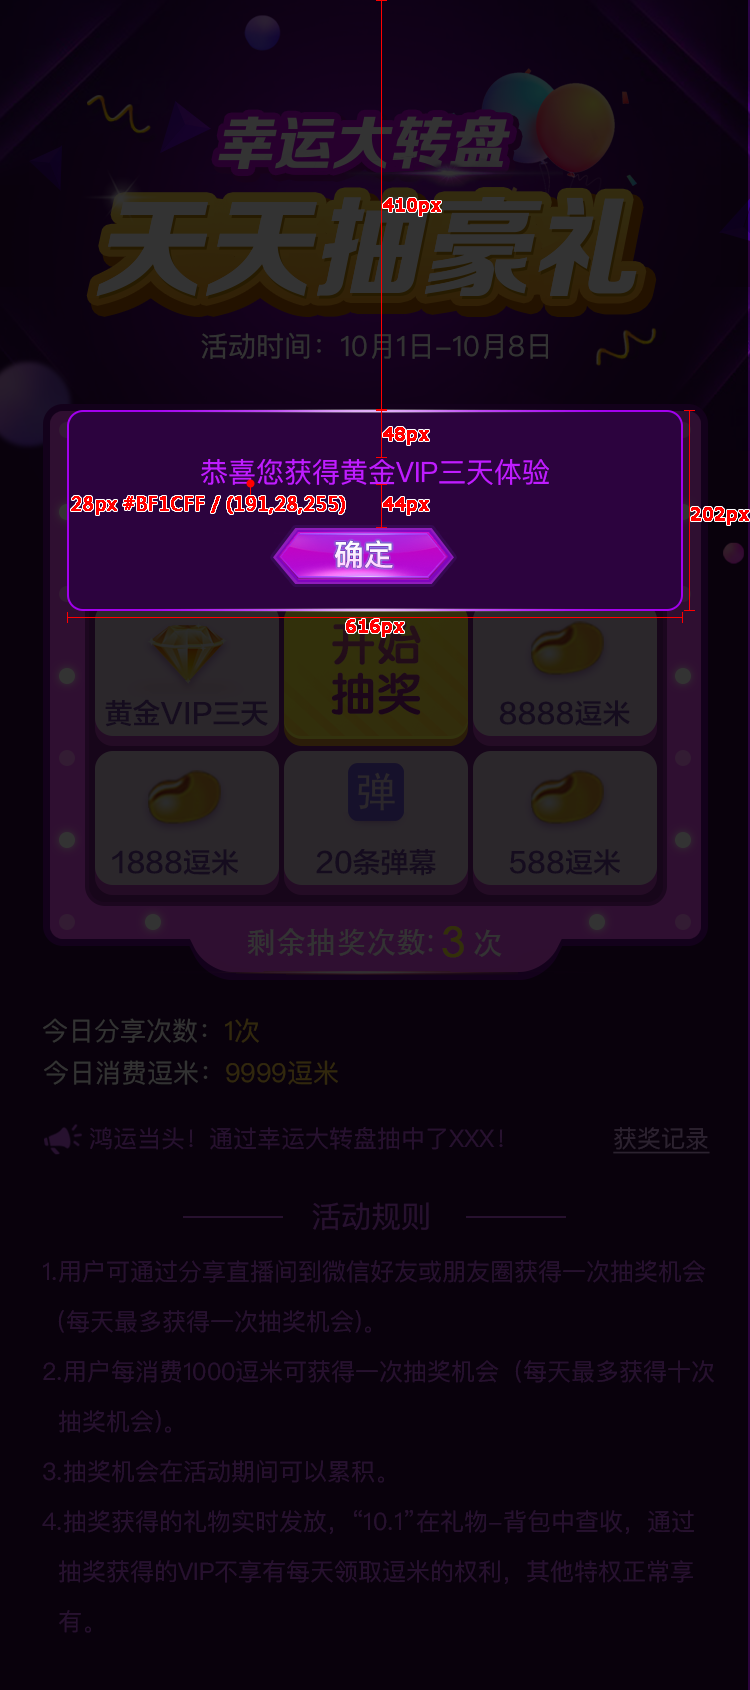 幸运大转盘
天天抽豪礼
410px
活动时间：10月1日-10月8日
48px
恭喜您获得黄金VIP三天体验
28px #BF1CFF / (191,28,255)
44px
202px
确定
616px
开始
抽奖
黄金VIP三天
8888逗米
弹
1888逗米
20条弹幕
588逗米
剩余抽奖次数:3次
今日分享次数：1次
今日消费逗米：9999逗米
鸿运当头！通过幸运大转盘抽中了XXX！
获奖记录
活动规则
1.用户可通过分享直播间到微信好友或朋友圈获得一次抽奖机会
(每天最多获得一次抽奖机会)。
2.用户每消费1000逗米可获得一次抽奖机会（每天最多获得十次
抽奖机会)。
3.抽奖机会在活动期间可以累积。
4.抽奖获得的礼物实时发放，“10.1”在礼物-背包中查收，通过
抽奖获得的VIP不享有每天领取逗米的权利，其他特权正常享
有。